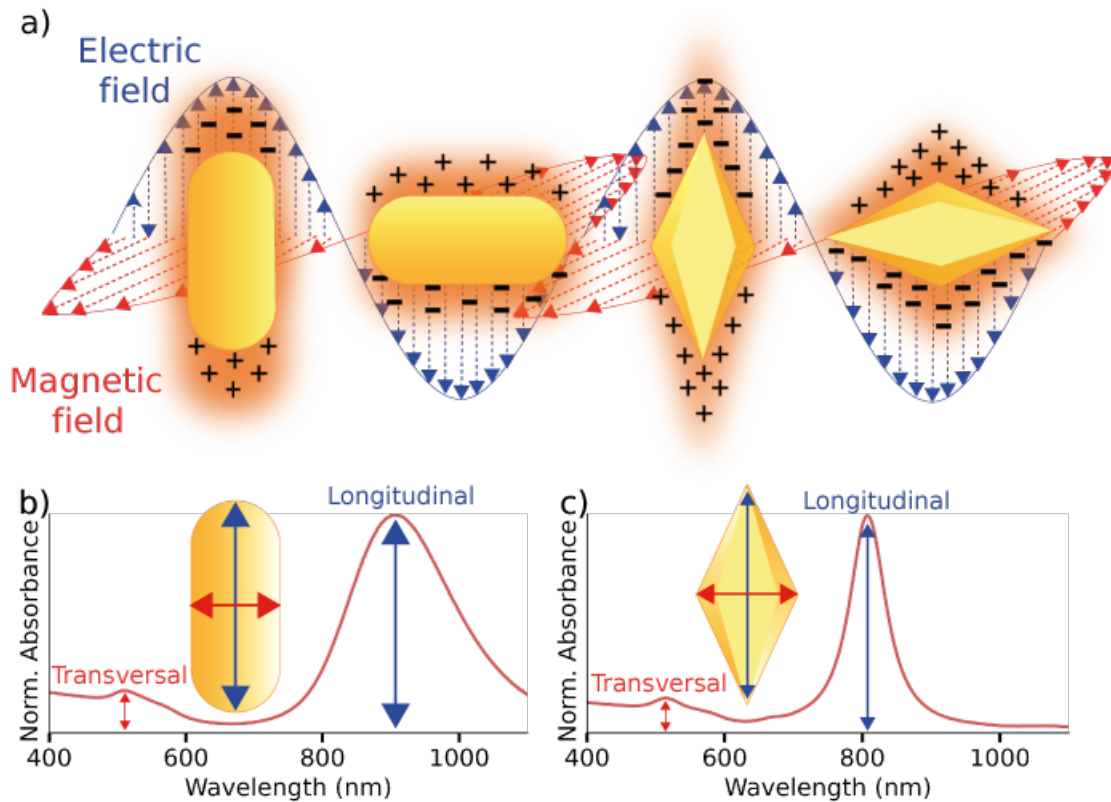 a)
Electric
field
Magnetic
field
b)
Longitudinal
Transversal
Norm. Absorbance
400 600 800 1000
Wavelength (nm)
c)
Longitudinal
Transversal
Norm. Absorbance
400 600 800 1000
Wavelength (nm)